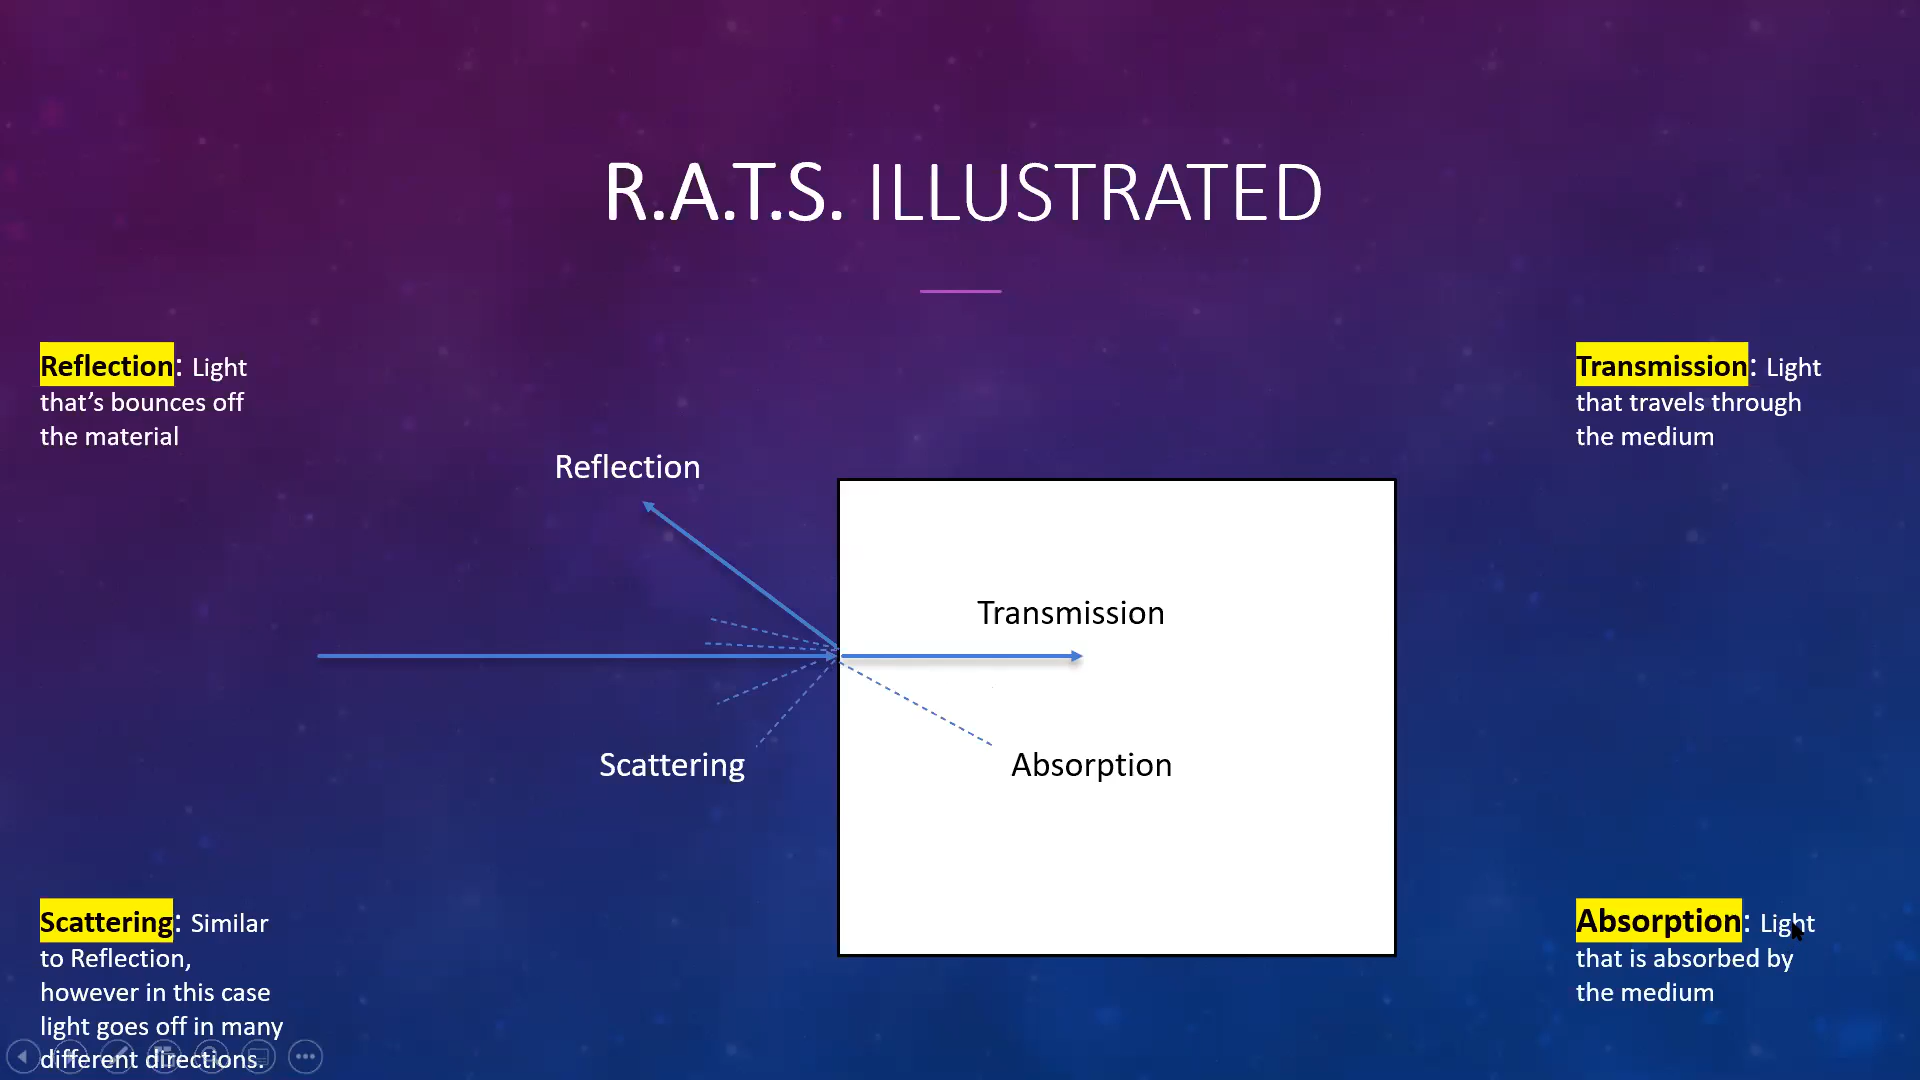 R.A.T.S. ILLUSTRATED
Reflection: Light
that’s bounces off
the material
Transmission: Light
that travels through
the medium
Reflection
Transmission
Scattering
Absorption
Scattering: Similar
to Reflection,
however in this case
light goes off in many
different directions.
Absorption: Light
that is absorbed by
the medium